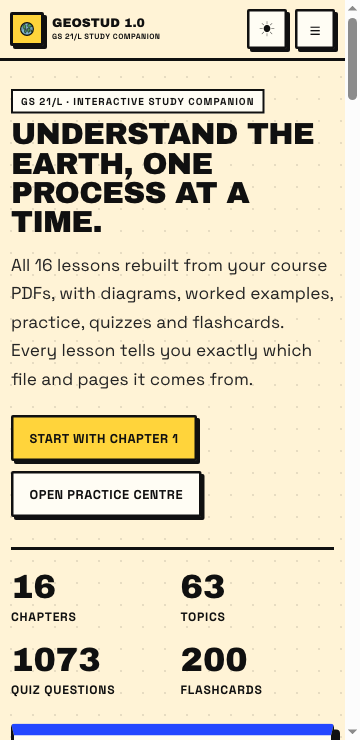 GEOSTUD 1.0
GS 21/L STUDY COMPANION
GS 21/L · INTERACTIVE STUDY COMPANION
UNDERSTAND THE
EARTH, ONE
PROCESS AT A
TIME.
All 16 lessons rebuilt from your course
PDFs, with diagrams, worked examples,
practice, quizzes and flashcards.
Every lesson tells you exactly which
file and pages it comes from.
START WITH CHAPTER 1
OPEN PRACTICE CENTRE
16 63
CHAPTERS TOPICS
1073 200
QUIZ QUESTIONS FLASHCARDS